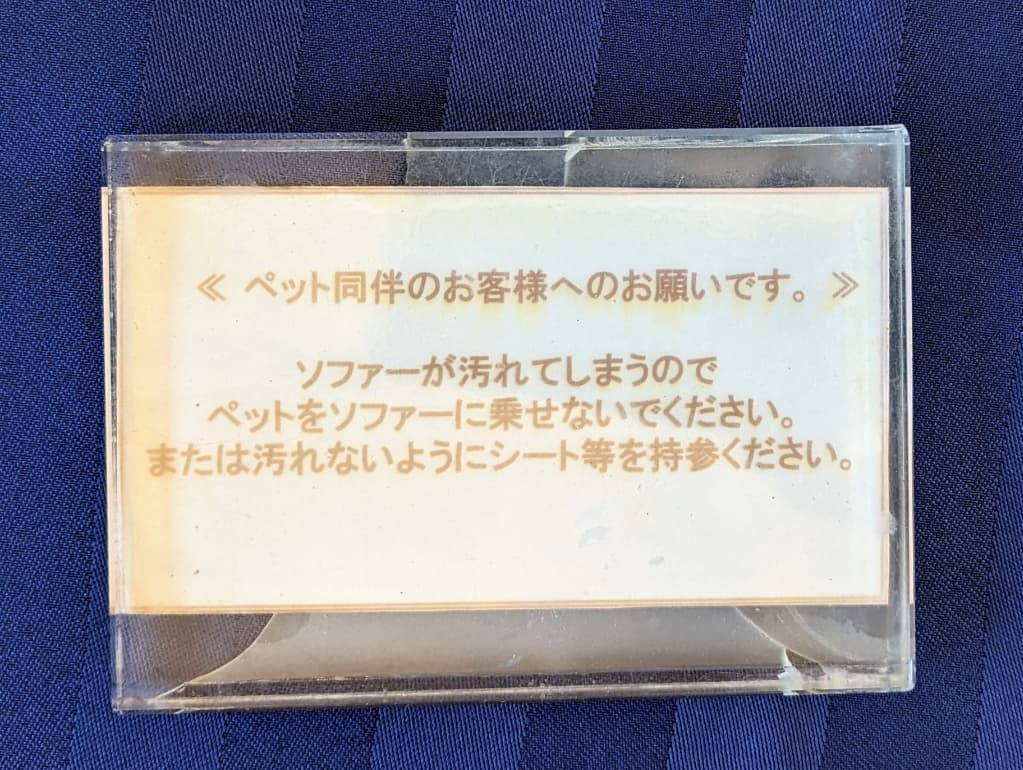 ≪ ペット同伴のお客様へのお願いです。 ≫
ソファーが汚れてしまうので
ペットをソファーに乗せないでください。
または汚れないようにシート等を持参ください。